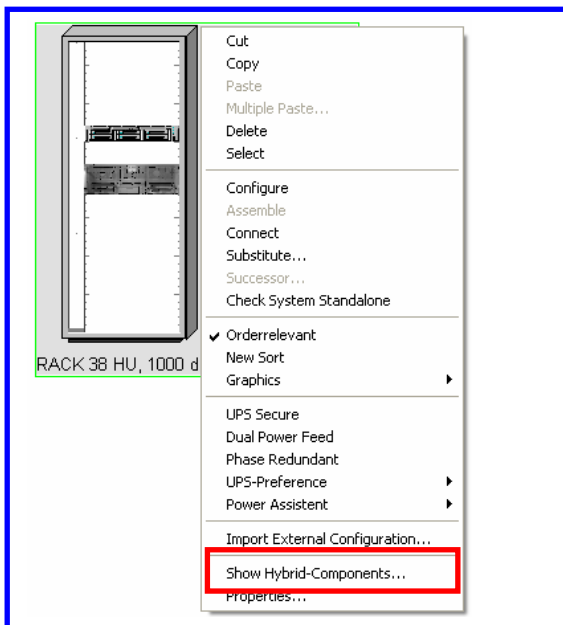 Cut
Copy
Paste
Multiple Paste...
Delete
Select
Configure
Assemble
Connect
Substitute...
Successor...
Check System Standalone
Orderrelevant
New Sort
Graphics
UPS Secure
Dual Power Feed
Phase Redundant
UPS-Preference
Power Assistent
Import External Configuration...
Show Hybrid-Components...
Properties...
RACK 38 HU, 1000 d